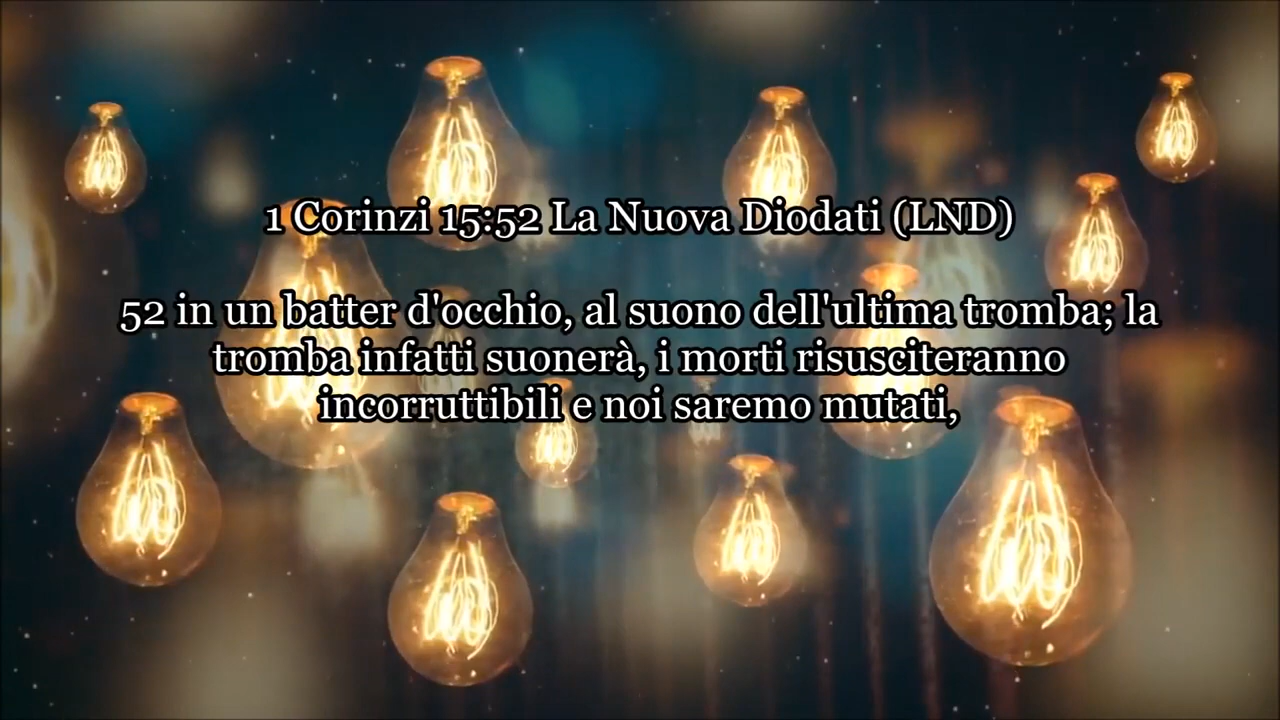 1 Corinzi 15:52 La Nuova Diodati (LND)
52 in un batter d'occhio, al suono dell'ultima tromba; la
tromba infatti suonerà, i morti risusciteranno
incorruttibili e noi saremo mutati,